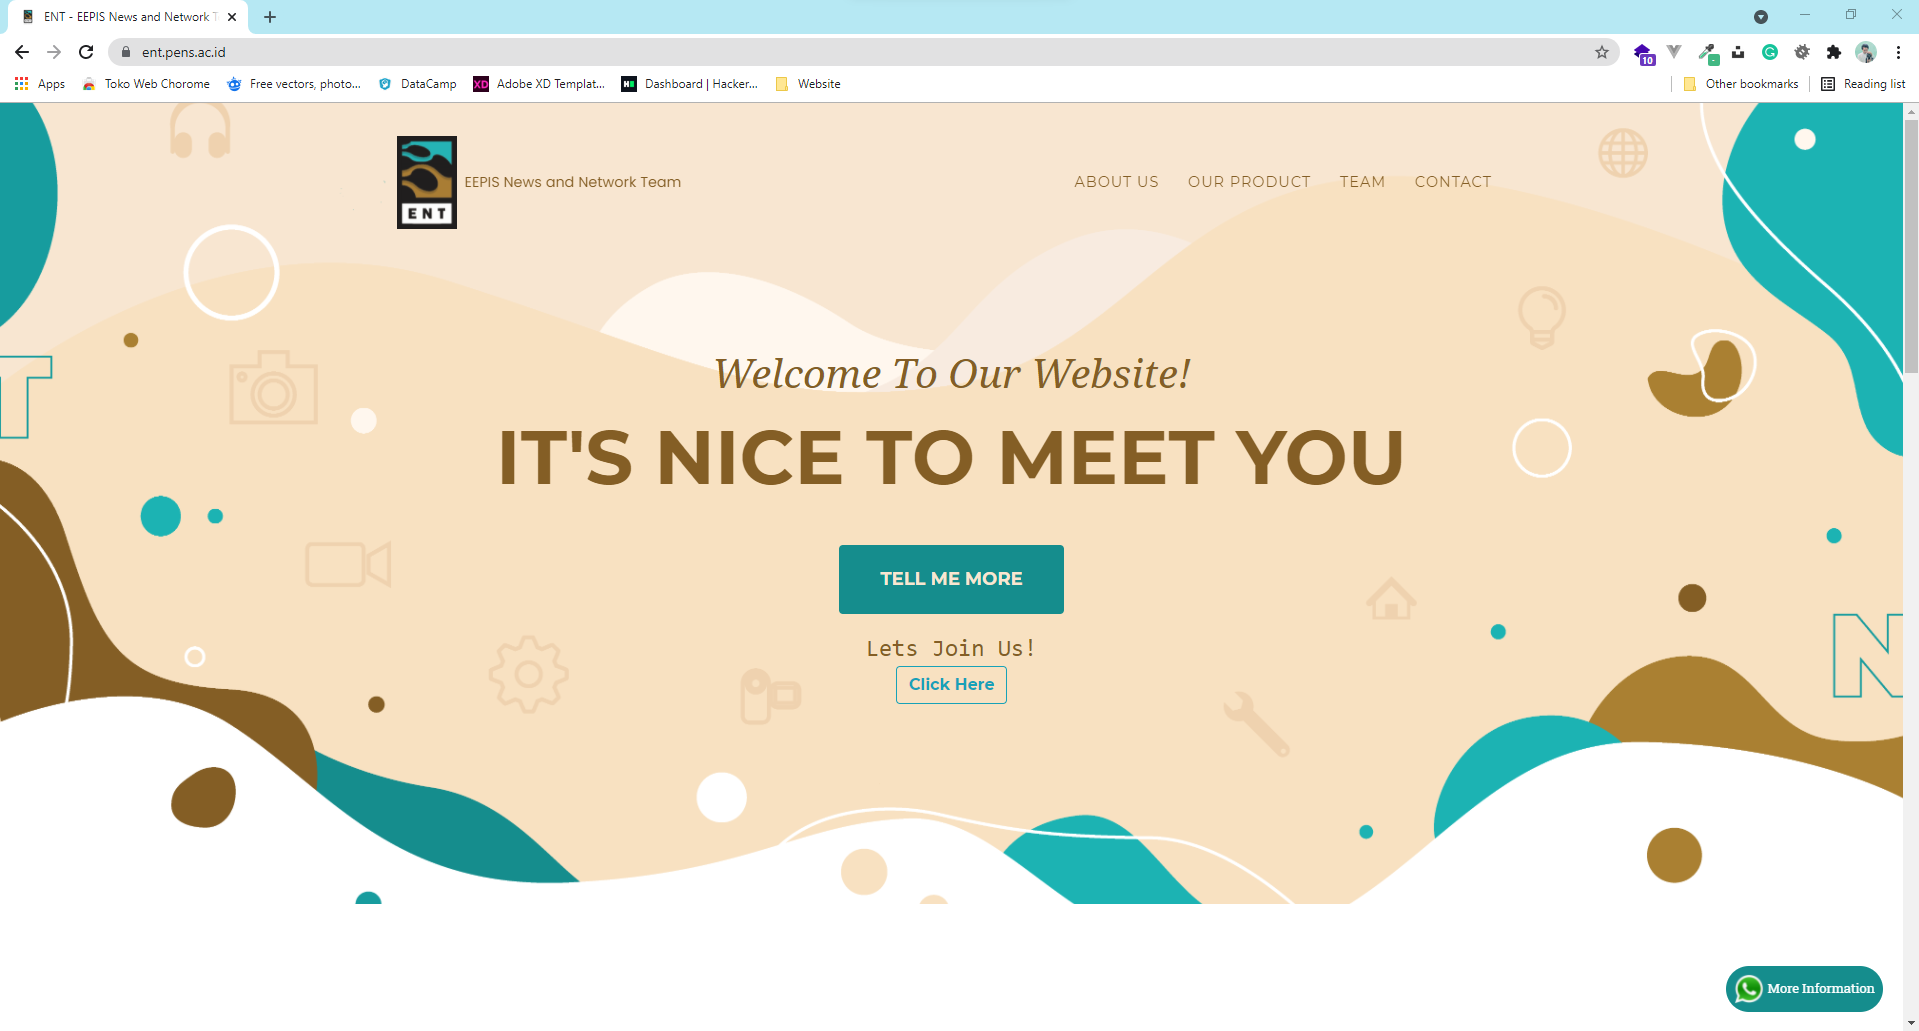 ENT - EEPIS News and Network T
ent.pens.ac.id
10
Apps
Toko Web Chorome
Free vectors, photo...
DataCamp
XD
Adobe XD Templat...
H
Dashboard | Hacker...
Website
Other bookmarks
Reading list
ENT
EEPIS News and Network Team
ABOUT US
OUR PRODUCT
TEAM
CONTACT
T
Welcome To Our Website!
IT'S NICE TO MEET YOU
TELL ME MORE
Lets Join Us!
Click Here
N
More Information